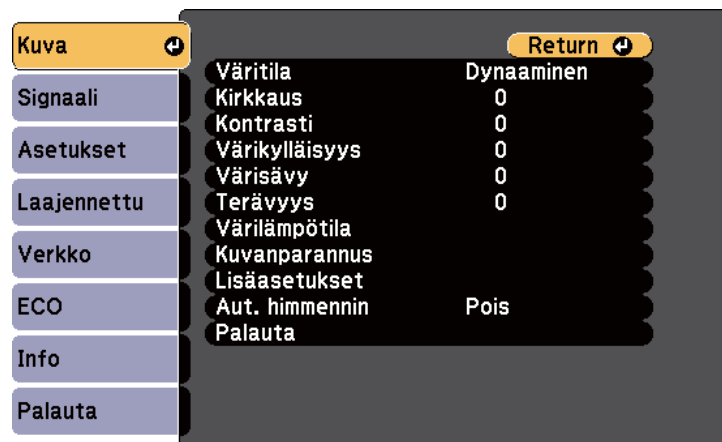 Kuva
Signaali
Asetukset
Laajennettu
Verkko
ECO
Info
Palauta
Return
Väritila Dynaaminen
Kirkkaus 0
Kontrasti 0
Värikylläisyys 0
Värisävy 0
Terävyys 0
Värilämpötila
Kuvanparannus
Lisäasetukset
Aut. himmennin Pois
Palauta